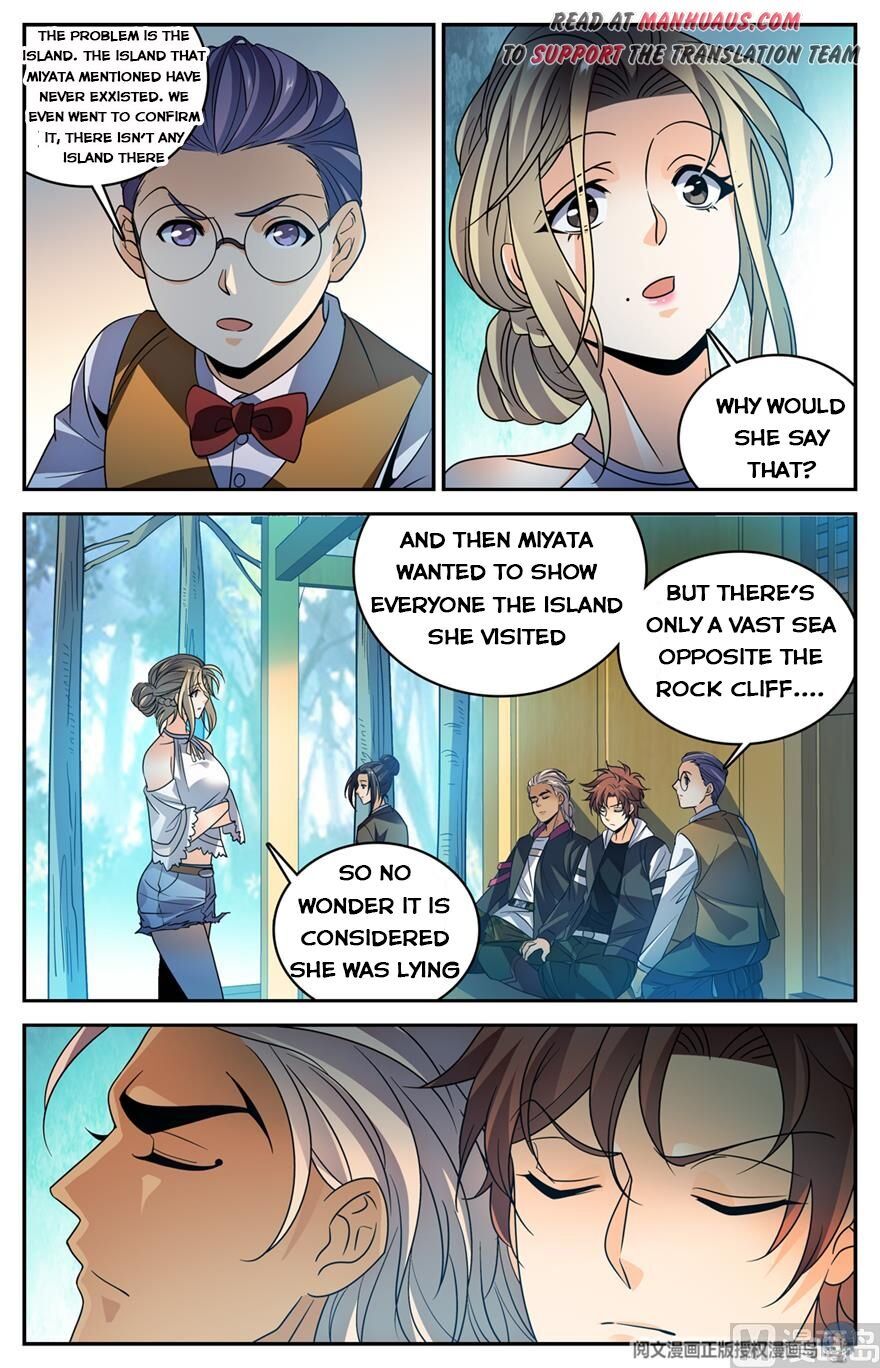 READ AT MANHUAUS.COM
TO SUPPORT THE TRANSLATION TEAM
THE PROBLEM IS THE
ISLAND. THE ISLAND THAT
MIYATA MENTIONED HAVE
NEVER EXXISTED. WE
EVEN WENT TO CONFIRM
IT, THERE ISN'T ANY
ISLAND THERE
WHY WOULD
SHE SAY
THAT?
AND THEN MIYATA
WANTED TO SHOW
EVERYONE THE ISLAND
SHE VISITED
BUT THERE'S
ONLY A VAST SEA
OPPOSITE THE
ROCK CLIFF....
SO NO
WONDER IT IS
CONSIDERED
SHE WAS LYING
阅文漫画正版授权漫画岛
漫画岛